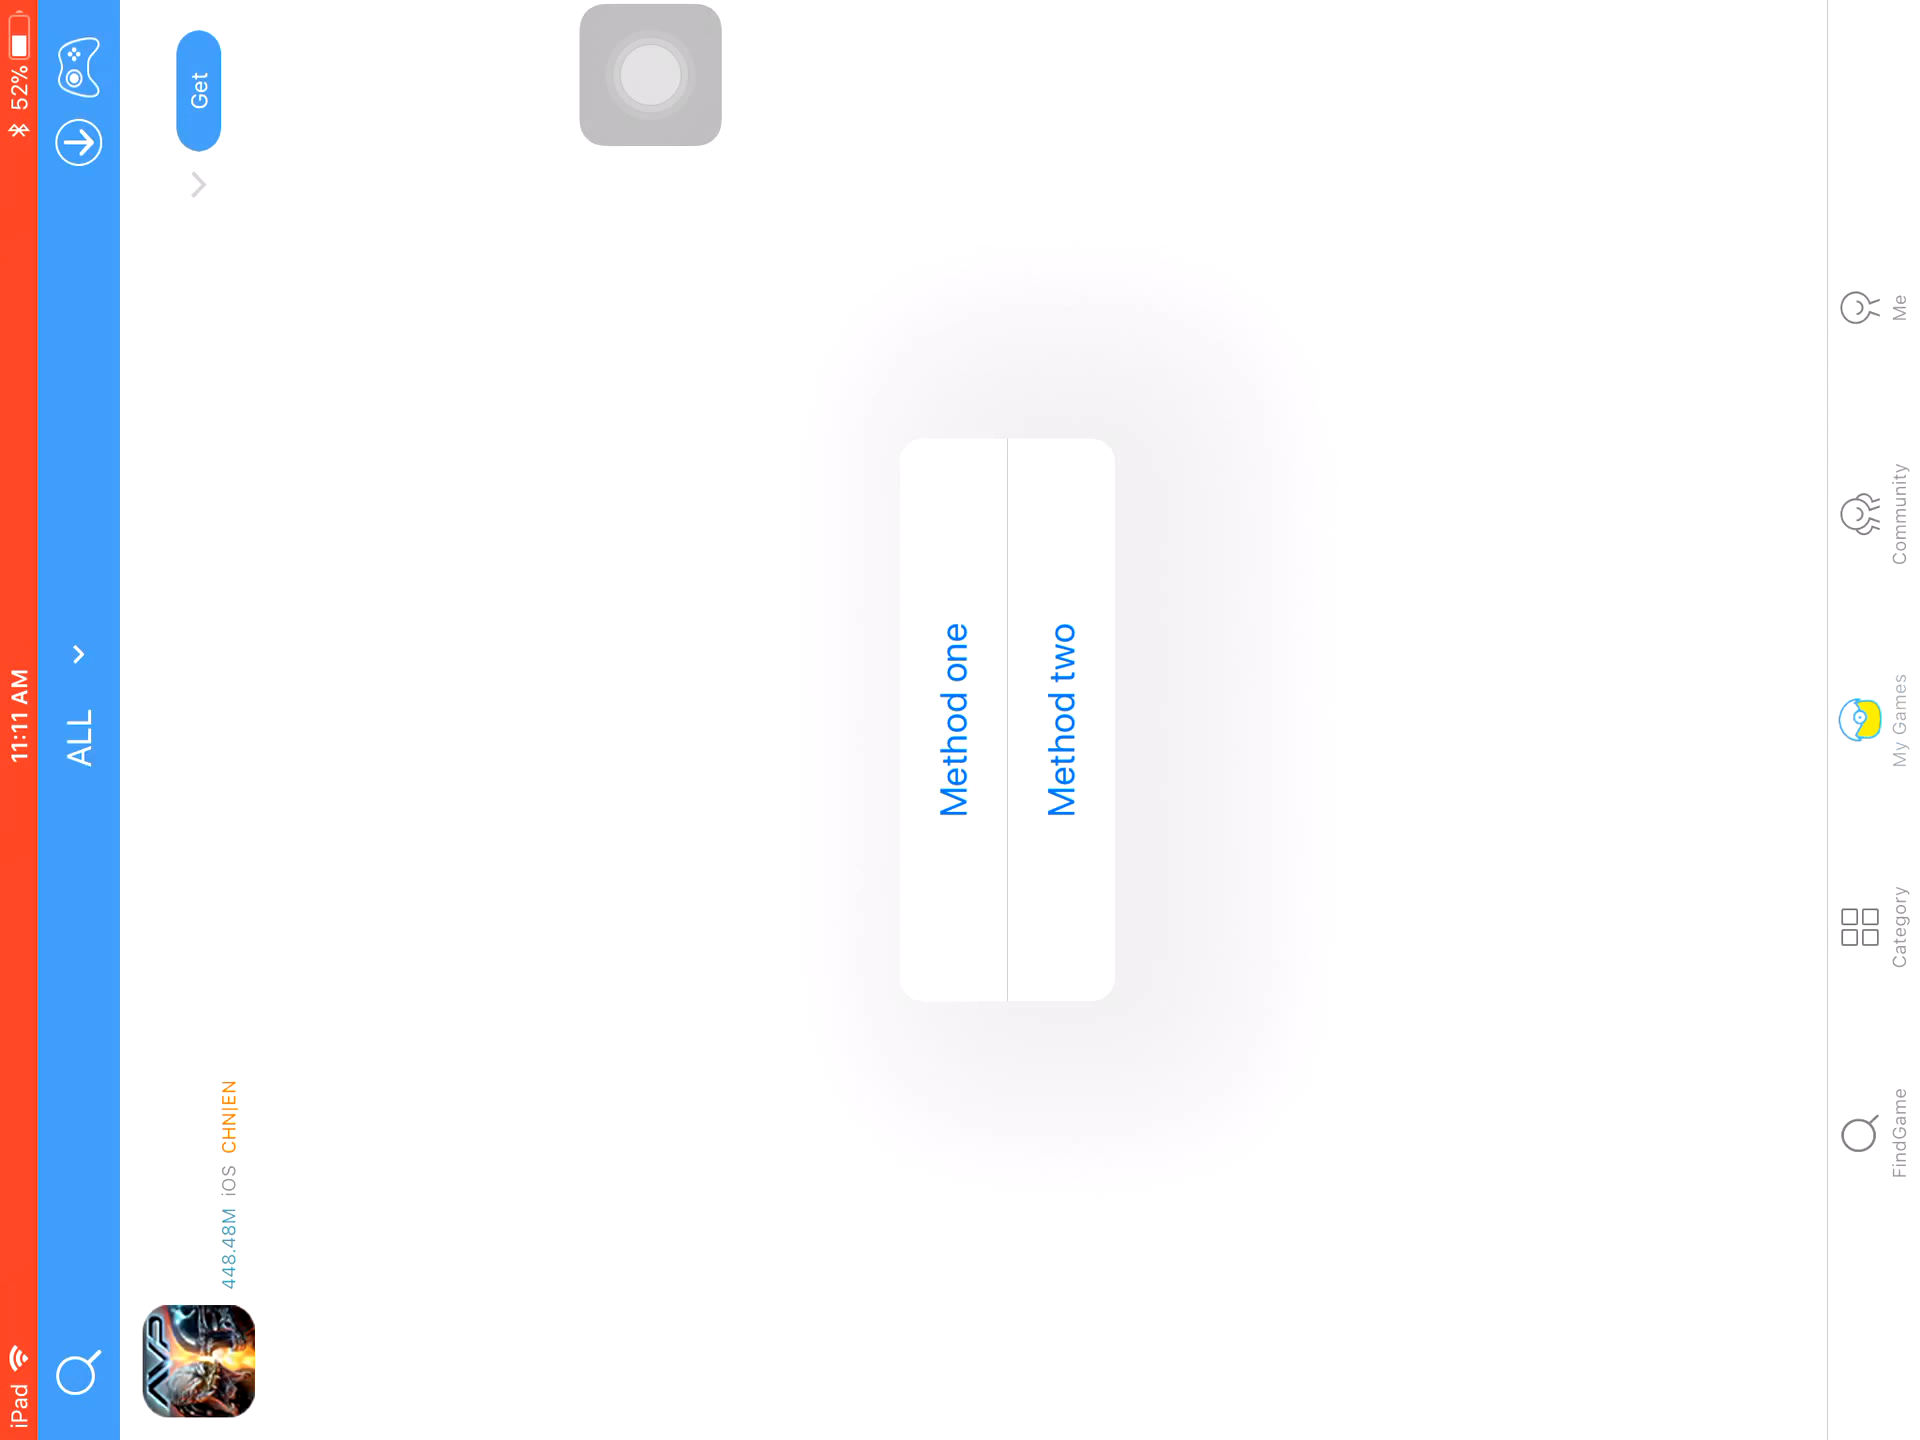 iPad 11:11 AM 52%
ALL
AVP
448.48M iOS CHN|EN
Get
Method one
Method two
FindGame Category My Games Community Me